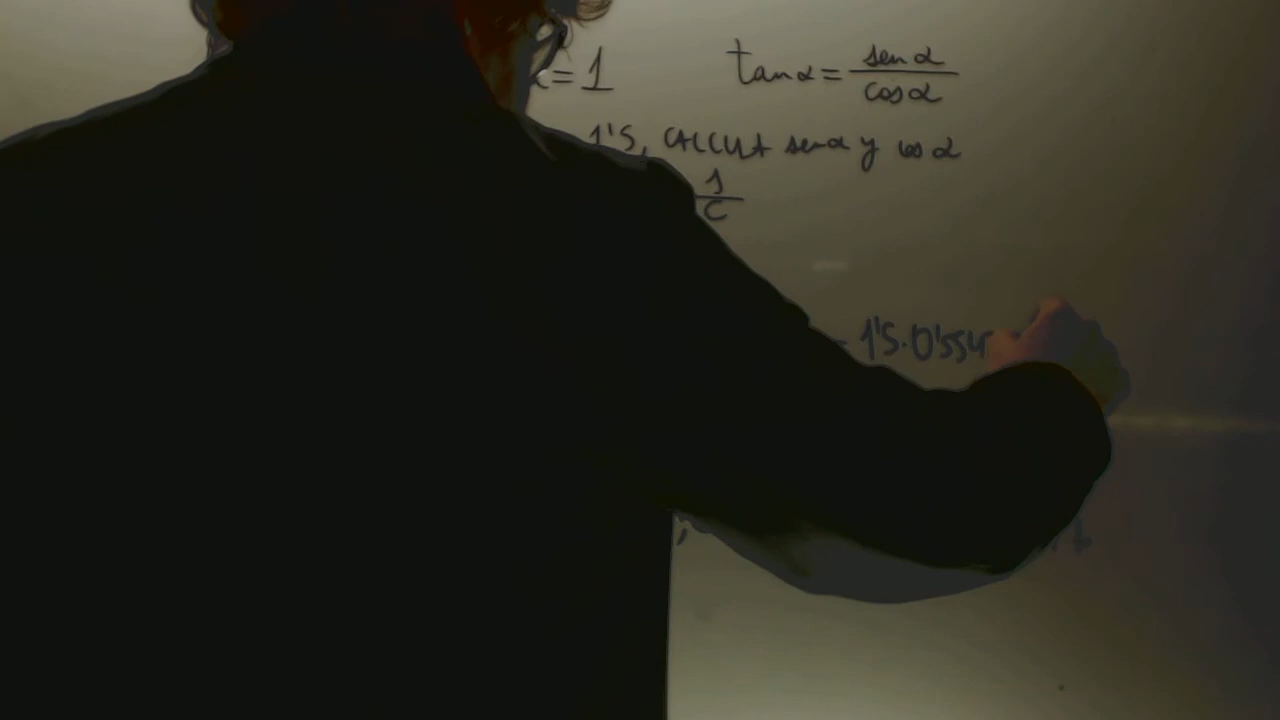 α = 1 tan α = sen α / cos α
1'5, CALCULA sen α y cos α
1 / C
1'5 · 0'554